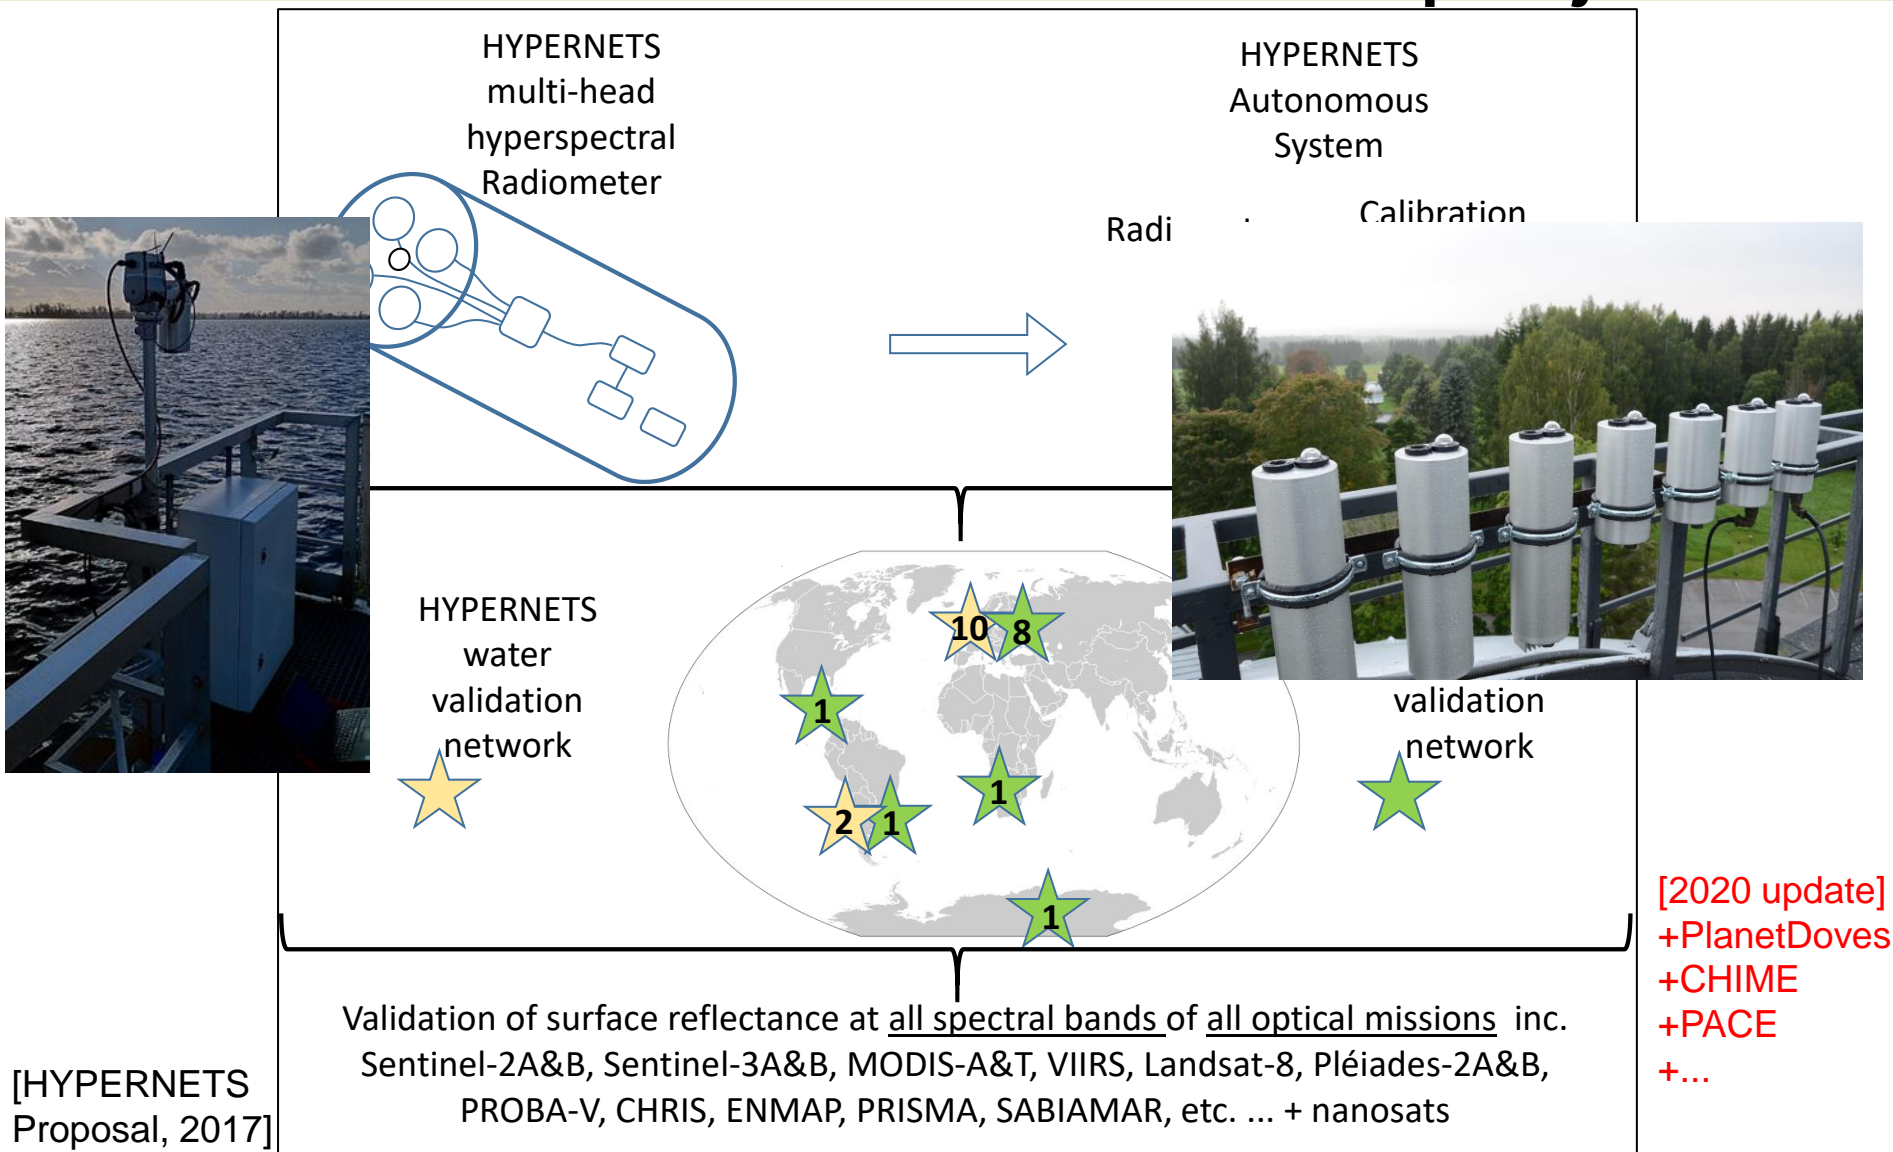 HYPERNETS
multi-head
hyperspectral
Radiometer
HYPERNETS
Autonomous
System
Calibration
HYPERNETS
water
validation
network
10
8
1
1
2
1
1
validation
network
[2020 update]
+PlanetDoves
+CHIME
+PACE
+...
Validation of surface reflectance at all spectral bands of all optical missions inc.
Sentinel-2A&B, Sentinel-3A&B, MODIS-A&T, VIIRS, Landsat-8, Pléiades-2A&B,
PROBA-V, CHRIS, ENMAP, PRISMA, SABIAMAR, etc. ... + nanosats
[HYPERNETS
Proposal, 2017]